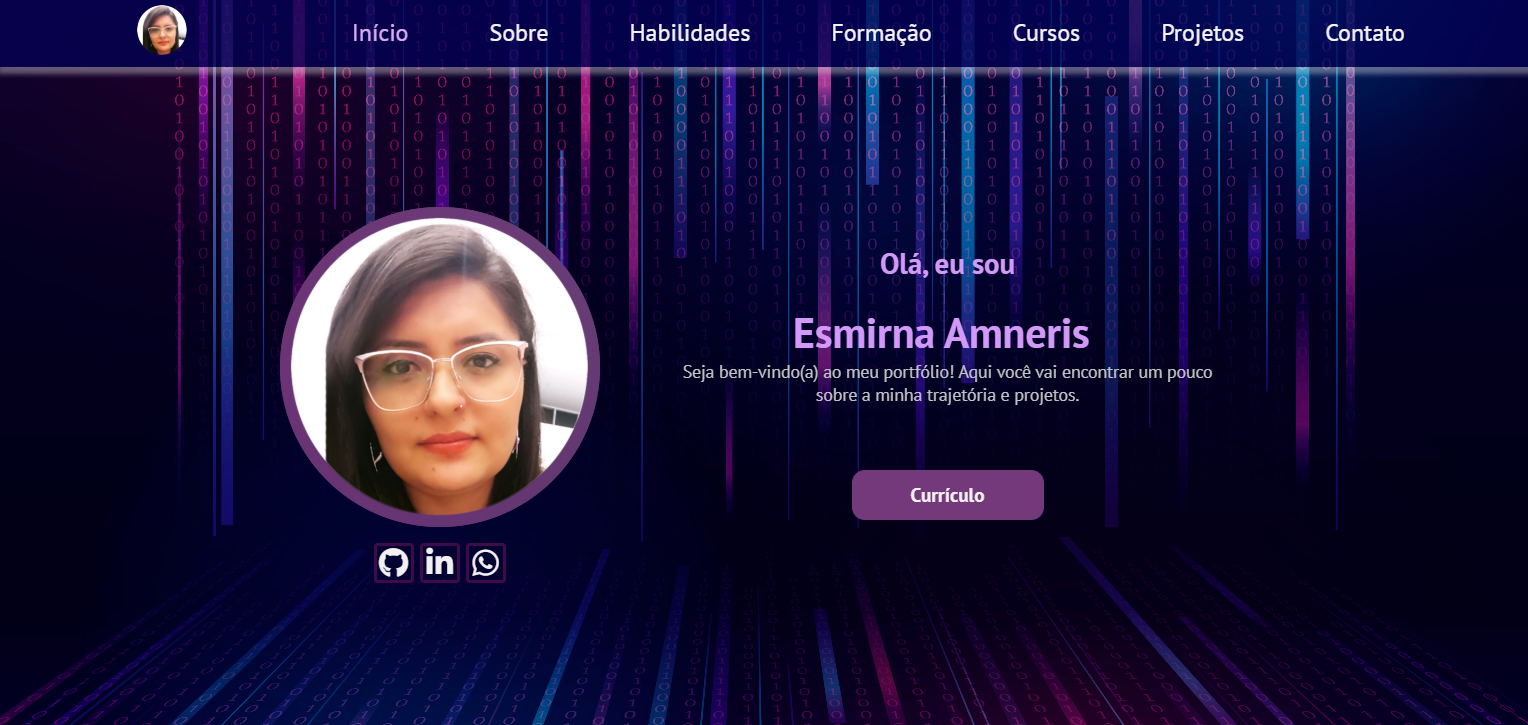 Início Sobre Habilidades Formação Cursos Projetos Contato
Olá, eu sou
Esmirna Amneris
Seja bem-vindo(a) ao meu portfólio! Aqui você vai encontrar um pouco
sobre a minha trajetória e projetos.
Currículo
in